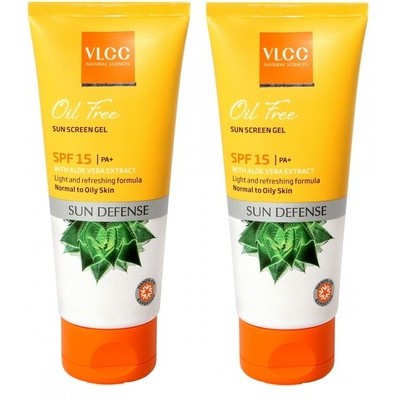 VLCC
NATURAL SCIENCES
Oil Free
SUN SCREEN GEL
SPF 15 | PA+
WITH ALOE VERA EXTRACT
Light and refreshing formula
Normal to Oily Skin
SUN DEFENSE
VLCC
NATURAL SCIENCES
Oil Free
SUN SCREEN GEL
SPF 15 | PA+
WITH ALOE VERA EXTRACT
Light and refreshing formula
Normal to Oily Skin
SUN DEFENSE